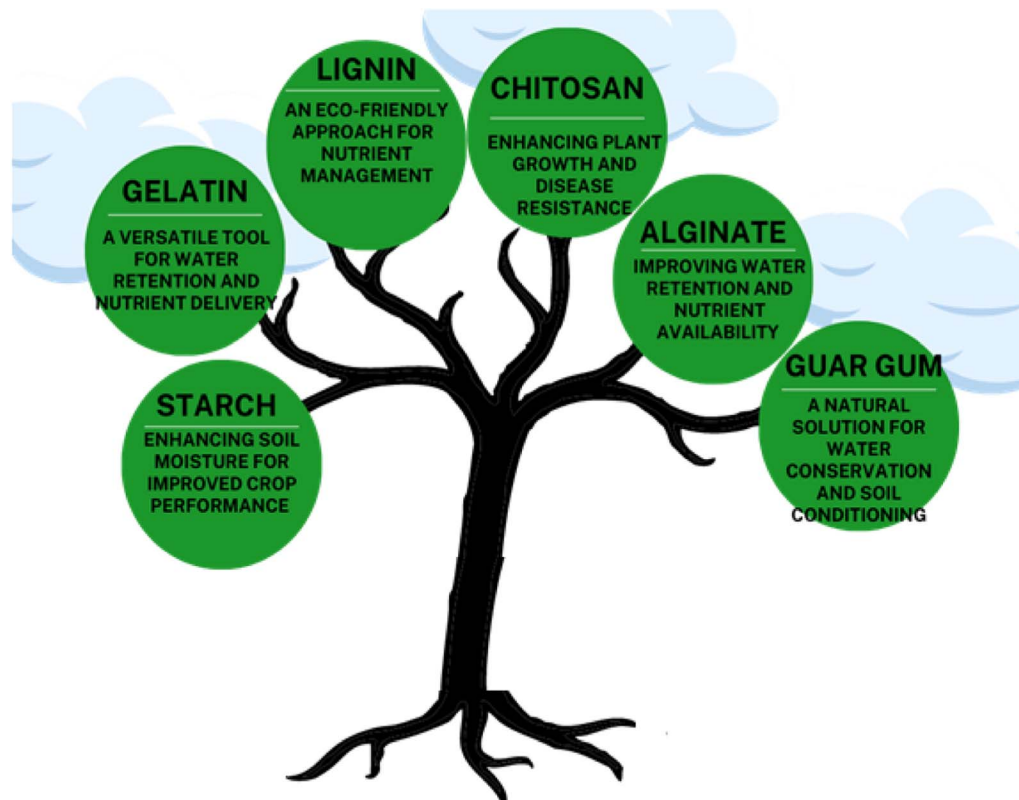 LIGNIN
AN ECO-FRIENDLY
APPROACH FOR
NUTRIENT
MANAGEMENT
CHITOSAN
ENHANCING PLANT
GROWTH AND
DISEASE
RESISTANCE
GELATIN
A VERSATILE TOOL
FOR WATER
RETENTION AND
NUTRIENT DELIVERY
ALGINATE
IMPROVING WATER
RETENTION AND
NUTRIENT
AVAILABILITY
STARCH
ENHANCING SOIL
MOISTURE FOR
IMPROVED CROP
PERFORMANCE
GUAR GUM
A NATURAL
SOLUTION FOR
WATER
CONSERVATION
AND SOIL
CONDITIONING